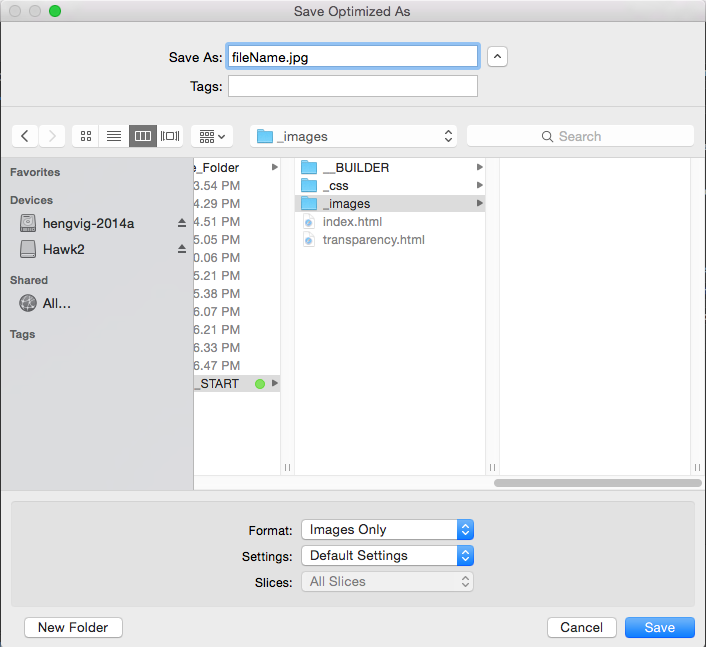 Save Optimized As
Save As: fileName.jpg
Tags:
_images
Search
Favorites
Devices
hengvig-2014a
Hawk2
Shared
All...
Tags
e_Folder
3.54 PM
4.29 PM
4.51 PM
5.05 PM
0.06 PM
5.21 PM
5.38 PM
6.07 PM
6.21 PM
6.33 PM
6.47 PM
_START
__BUILDER
_css
_images
index.html
transparency.html
Format: Images Only
Settings: Default Settings
Slices: All Slices
New Folder
Cancel
Save